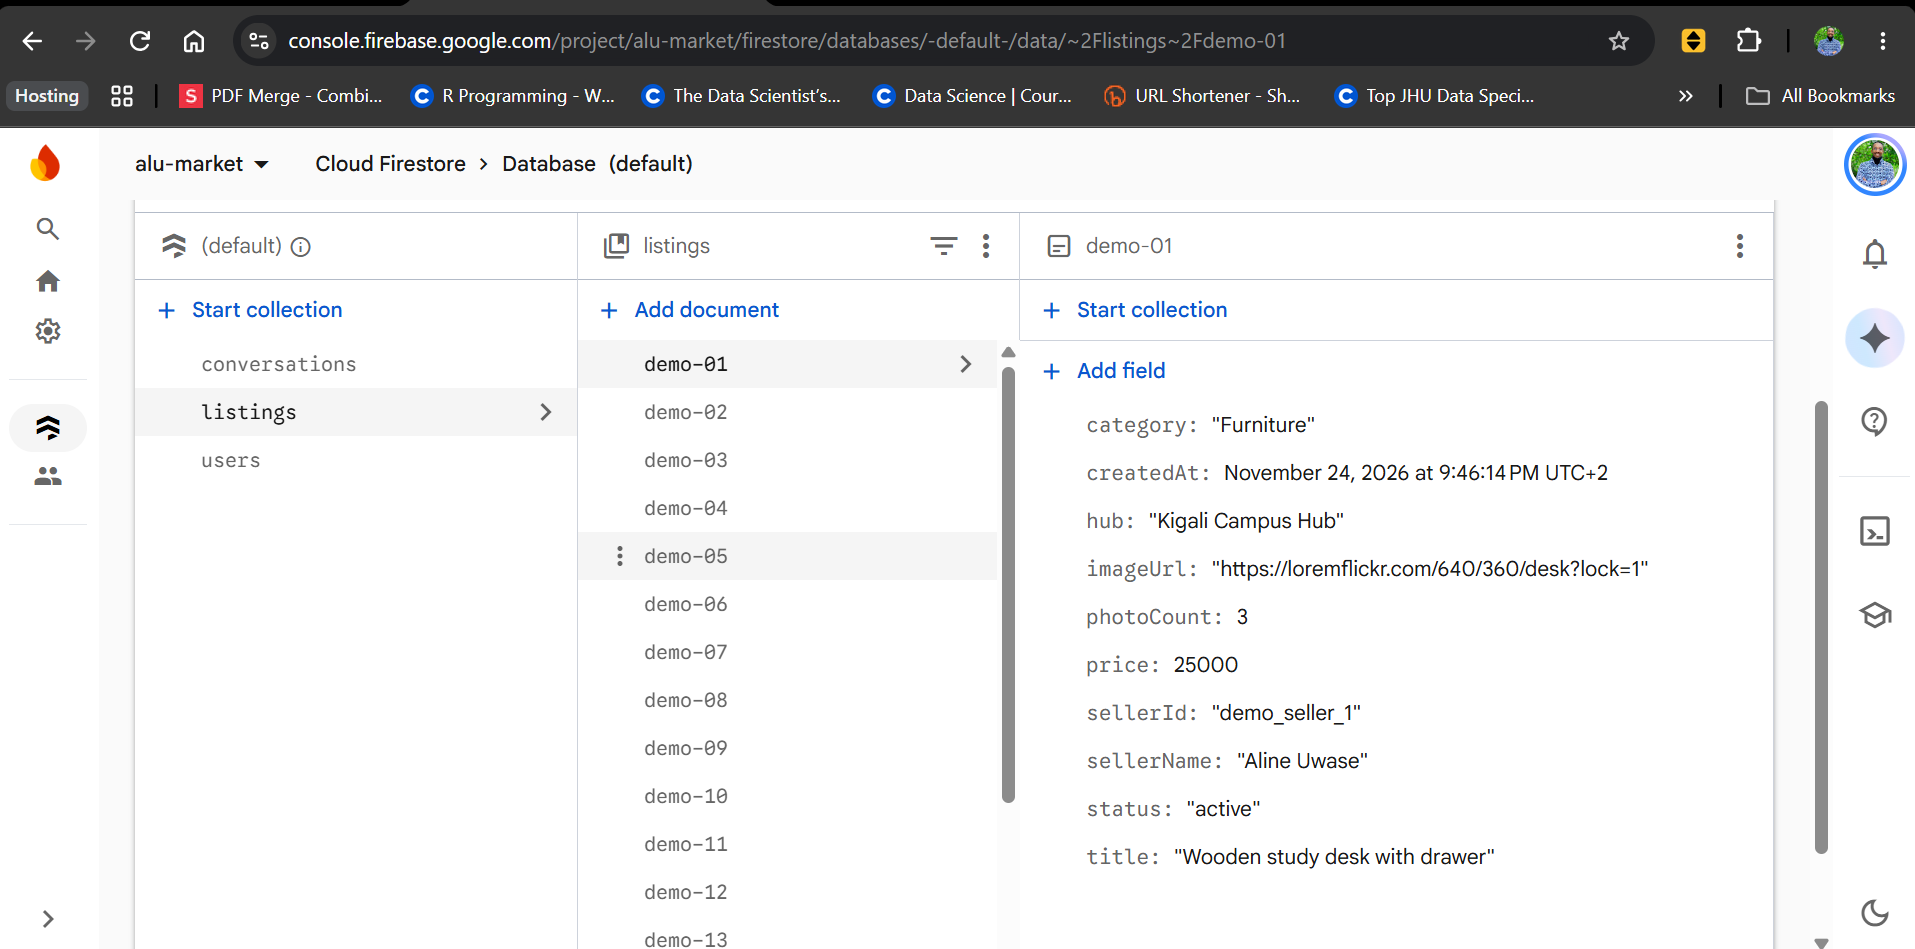 console.firebase.google.com/project/alu-market/firestore/databases/-default-/data/~2Flistings~2Fdemo-01
Hosting
S PDF Merge - Combi...
C R Programming - W...
C The Data Scientist's...
C Data Science | Cour...
URL Shortener - Sh...
C Top JHU Data Speci...
All Bookmarks
alu-market
Cloud Firestore > Database (default)
(default)
listings
demo-01
+ Start collection
+ Add document
+ Start collection
conversations
listings
users
demo-01
demo-02
demo-03
demo-04
demo-05
demo-06
demo-07
demo-08
demo-09
demo-10
demo-11
demo-12
demo-13
+ Add field
category: "Furniture"
createdAt: November 24, 2026 at 9:46:14 PM UTC+2
hub: "Kigali Campus Hub"
imageUrl: "https://loremflickr.com/640/360/desk?lock=1"
photoCount: 3
price: 25000
sellerId: "demo_seller_1"
sellerName: "Aline Uwase"
status: "active"
title: "Wooden study desk with drawer"